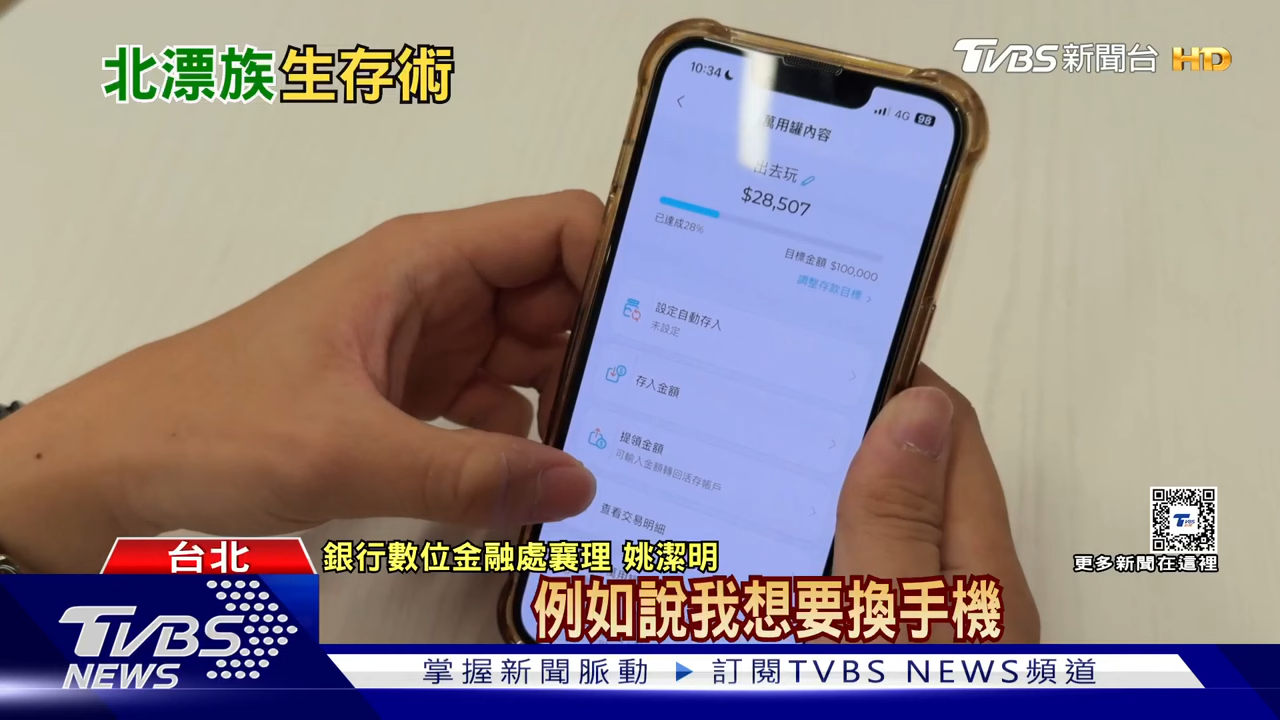 北漂族生存術
TVBS新聞台 HD
10:34
4G 98
萬用罐內容
出去玩
$28,507
已達成28%
目標金額 $100,000
調整存款目標
設定自動存入
未設定
存入金額
提領金額
可輸入金額轉回活存帳戶
查看交易明細
更多新聞在這裡
台北
銀行數位金融處襄理 姚潔明
例如說我想要換手機
TVBS
NEWS
掌握新聞脈動 訂閱TVBS NEWS頻道